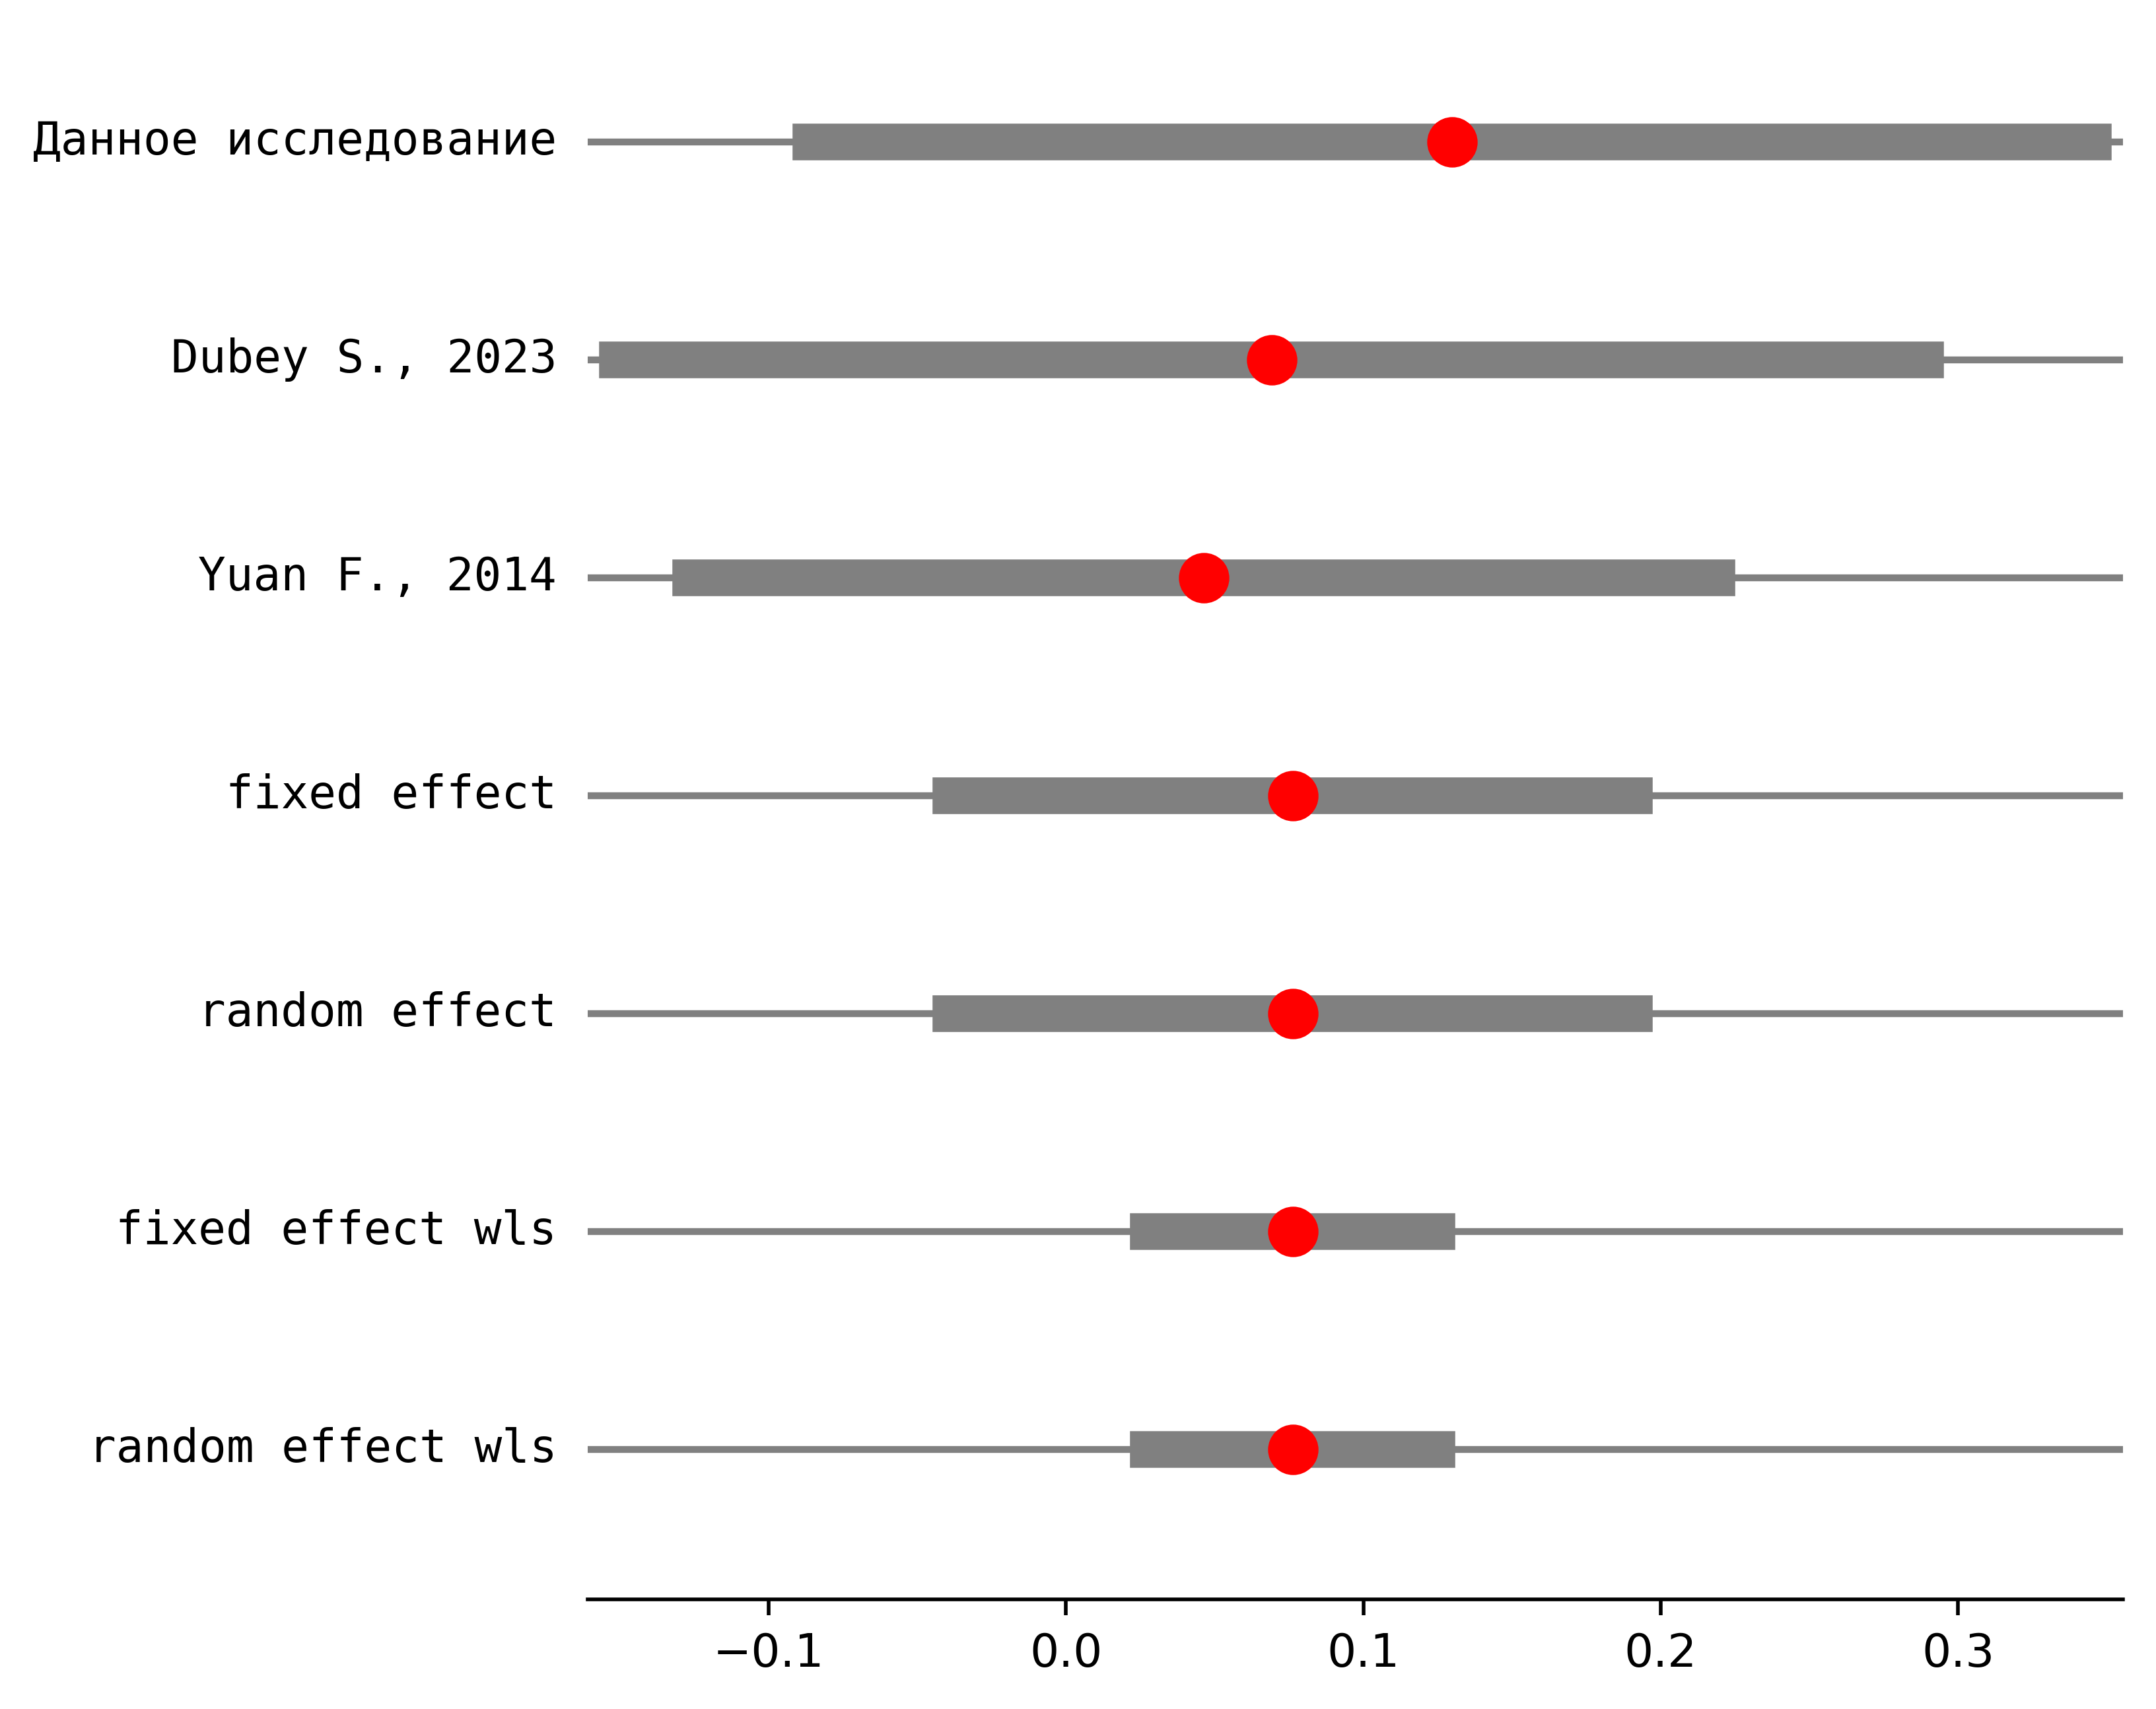 Данное исследование
Dubey S., 2023
Yuan F., 2014
fixed effect
random effect
fixed effect wls
random effect wls
−0.1 0.0 0.1 0.2 0.3